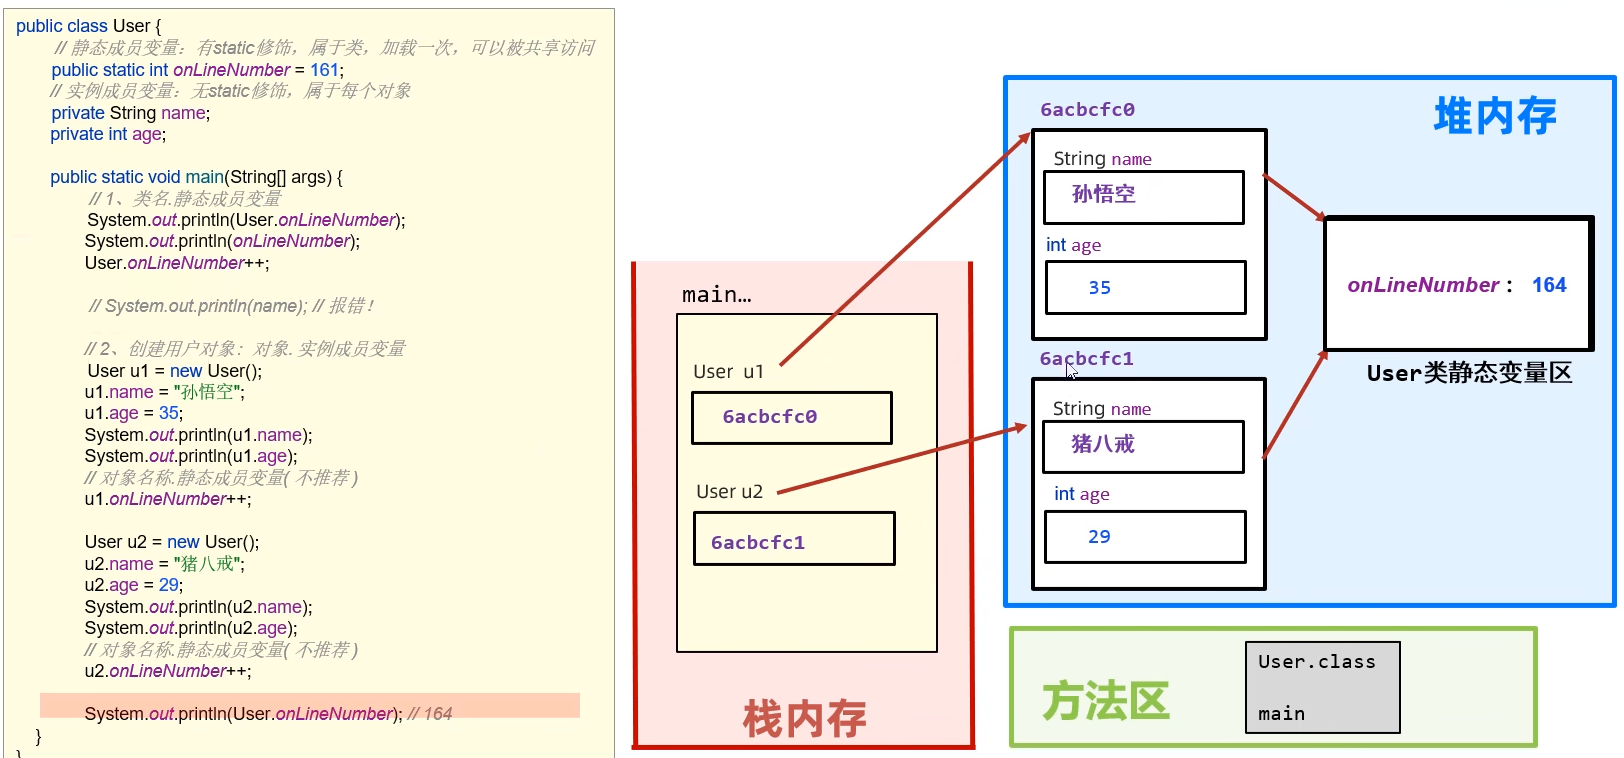 public class User {
// 静态成员变量：有static修饰，属于类，加载一次，可以被共享访问
public static int onLineNumber = 161;
// 实例成员变量：无static修饰，属于每个对象
private String name;
private int age;
public static void main(String[] args) {
// 1、类名.静态成员变量
System.out.println(User.onLineNumber);
System.out.println(onLineNumber);
User.onLineNumber++;
// System.out.println(name); // 报错！
// 2、创建用户对象：对象. 实例成员变量
User u1 = new User();
u1.name = "孙悟空";
u1.age = 35;
System.out.println(u1.name);
System.out.println(u1.age);
// 对象名称.静态成员变量( 不推荐 )
u1.onLineNumber++;
User u2 = new User();
u2.name = "猪八戒";
u2.age = 29;
System.out.println(u2.name);
System.out.println(u2.age);
// 对象名称.静态成员变量( 不推荐 )
u2.onLineNumber++;
System.out.println(User.onLineNumber); // 164
}
}
main…
User u1
6acbcfc0
User u2
6acbcfc1
栈内存
堆内存
6acbcfc0
String name
孙悟空
int age
35
6acbcfc1
String name
猪八戒
int age
29
onLineNumber： 164
User类静态变量区
方法区
User.class
main